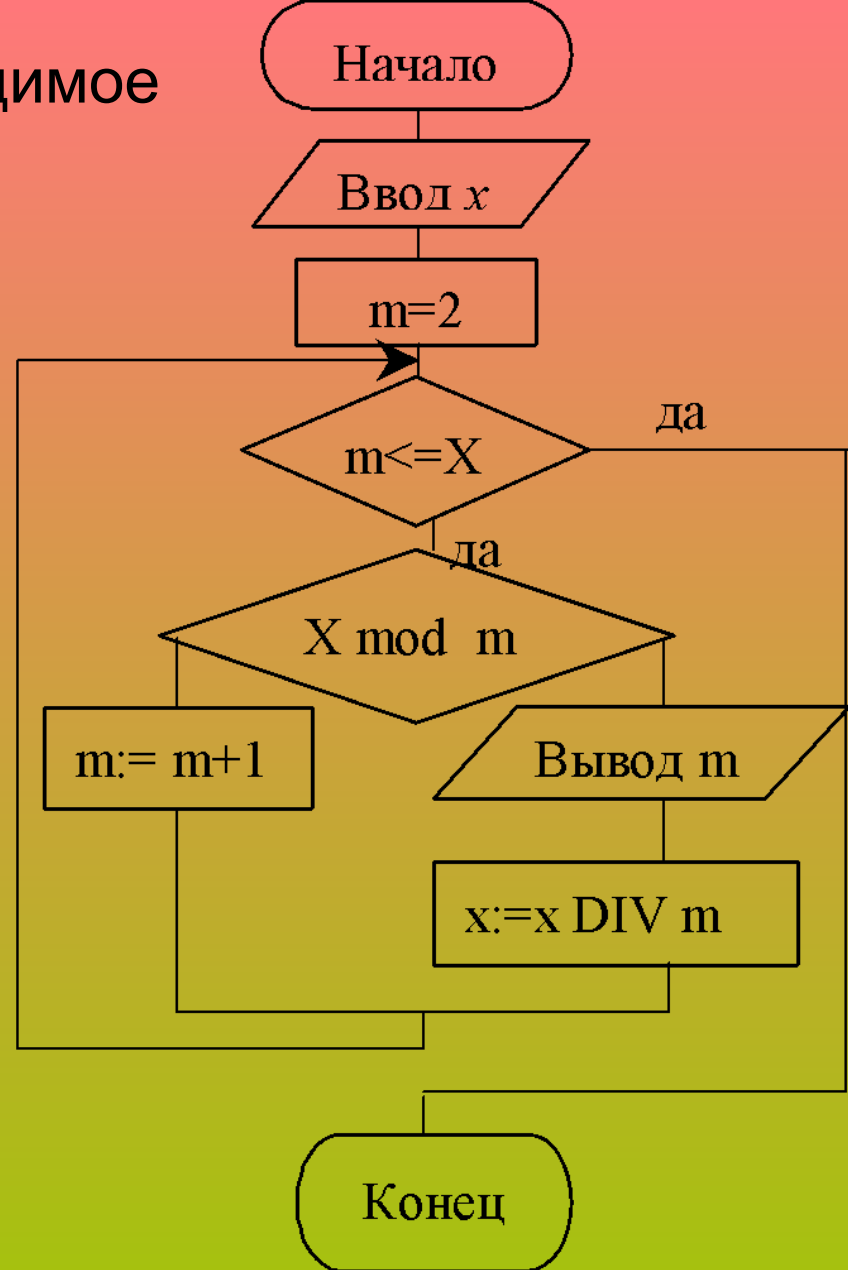 димое
Начало
Ввод x
m=2
да
m<=X
да
X mod m
m:= m+1
Вывод m
x:=x DIV m
Конец